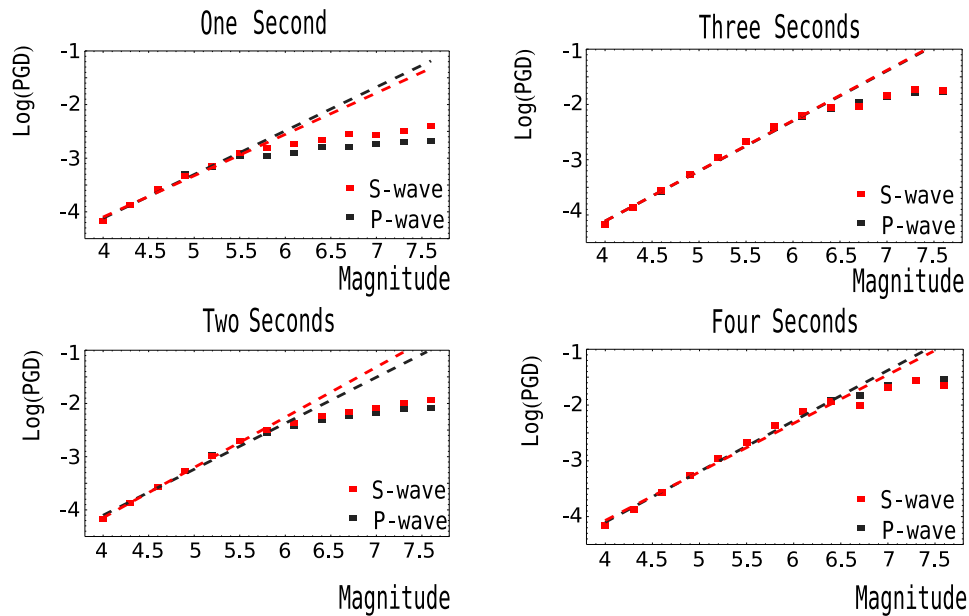 One Second
Log(PGD)
-1
-2
-3
-4
S-wave
P-wave
4 4.5 5 5.5 6 6.5 7 7.5
Magnitude
Three Seconds
Log(PGD)
-1
-2
-3
-4
S-wave
P-wave
4 4.5 5 5.5 6 6.5 7 7.5
Magnitude
Two Seconds
Log(PGD)
-1
-2
-3
-4
S-wave
P-wave
4 4.5 5 5.5 6 6.5 7 7.5
Magnitude
Four Seconds
Log(PGD)
-1
-2
-3
-4
S-wave
P-wave
4 4.5 5 5.5 6 6.5 7 7.5
Magnitude